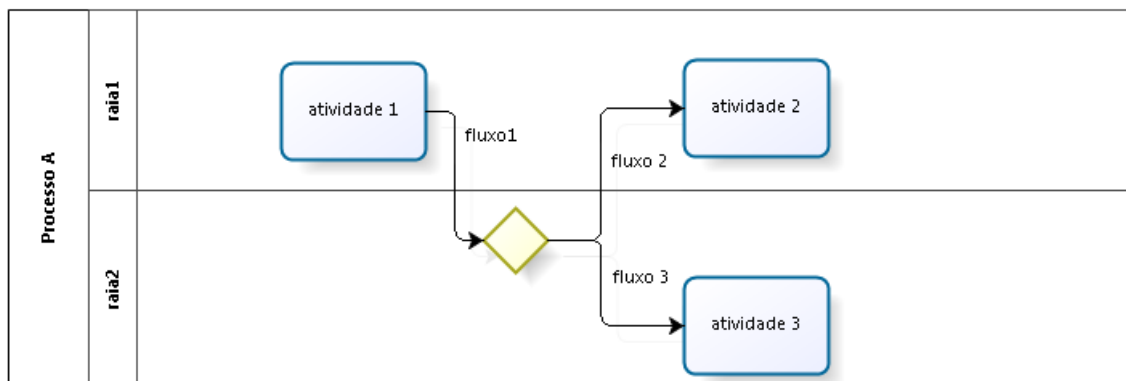 Processo A
raia1
atividade 1
fluxo1
atividade 2
fluxo 2
raia2
fluxo 3
atividade 3